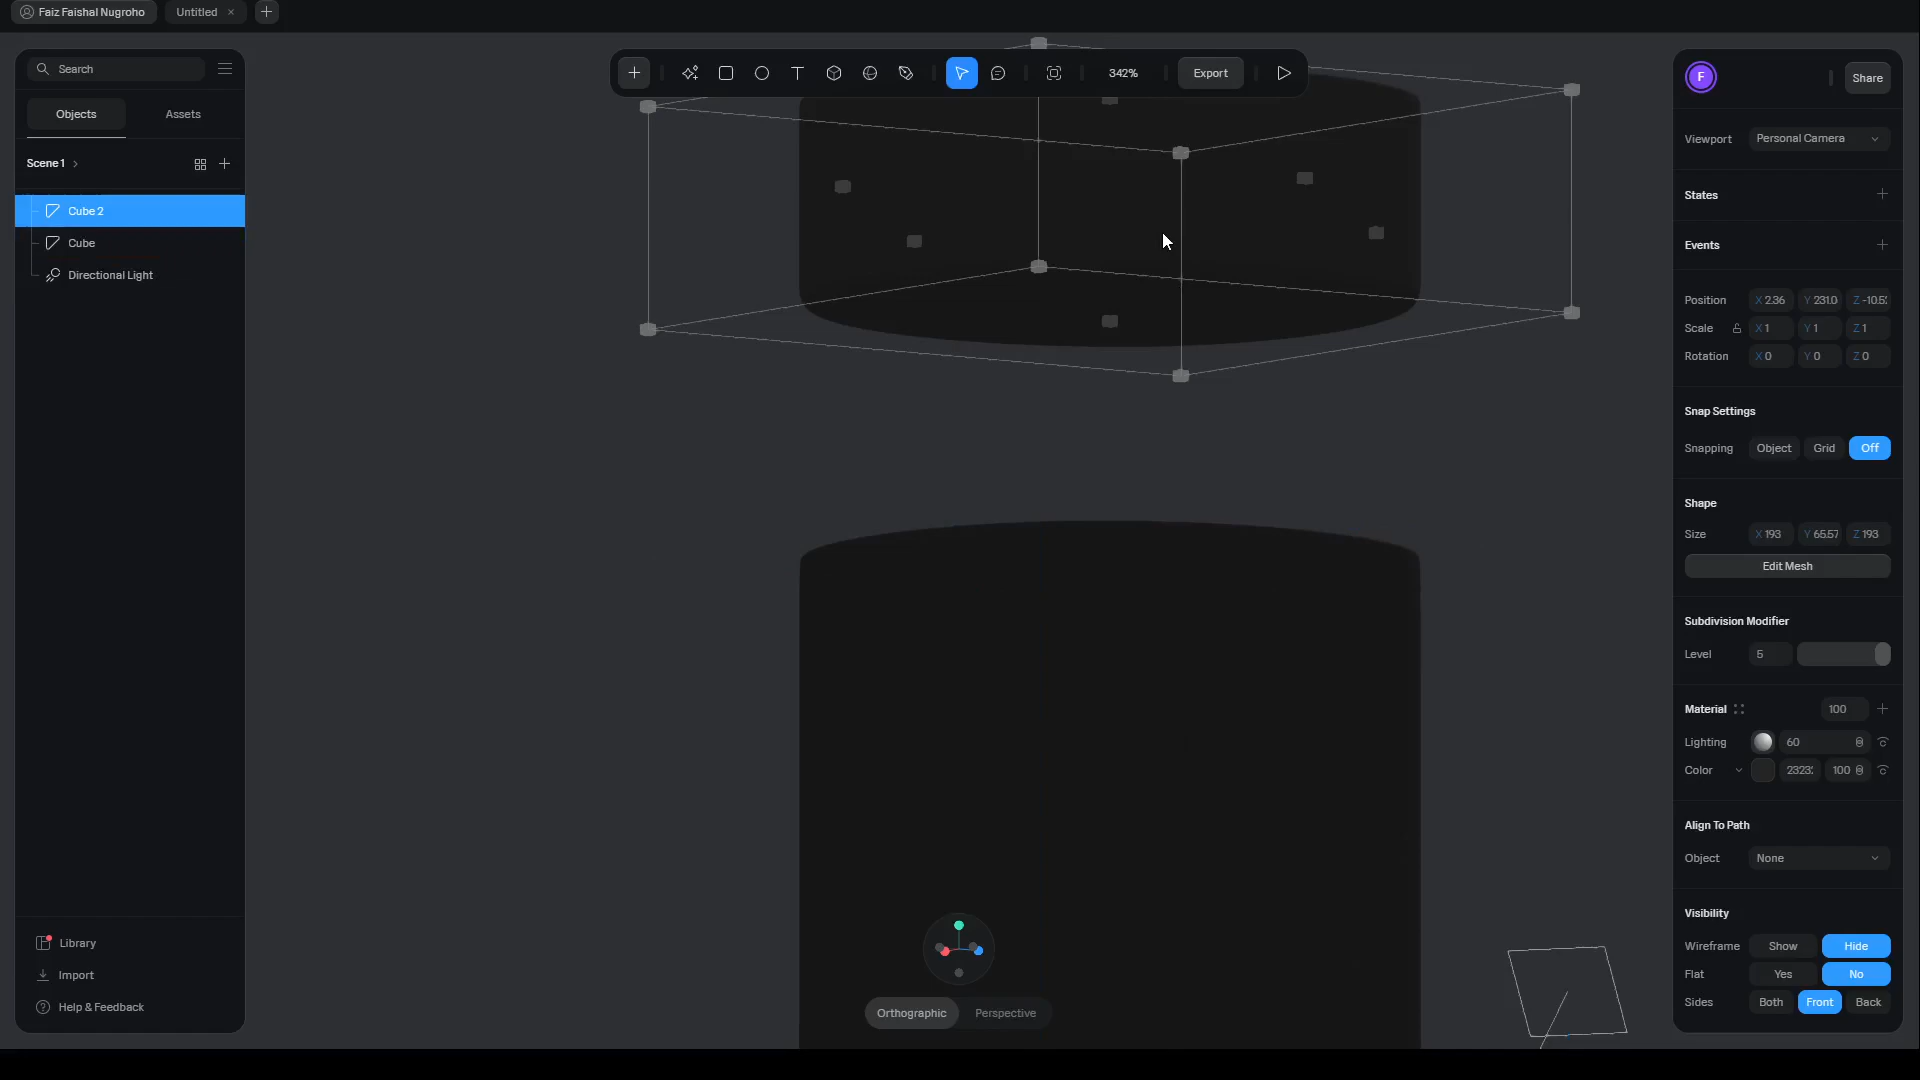 Faiz Faishal Nugroho
Untitled
Search
Objects
Assets
Scene 1
Cube 2
Cube
Directional Light
Library
Import
Help & Feedback
342%
Export
Orthographic
Perspective
F
Share
Viewport
Personal Camera
States
Events
Position X 2.36 Y 231.0 Z -10.52
Scale X 1 Y 1 Z 1
Rotation X 0 Y 0 Z 0
Snap Settings
Snapping Object Grid Off
Shape
Size X 193 Y 65.57 Z 193
Edit Mesh
Subdivision Modifier
Level 5
Material 100
Lighting 60
Color 2323 100
Align To Path
Object None
Visibility
Wireframe Show Hide
Flat Yes No
Sides Both Front Back